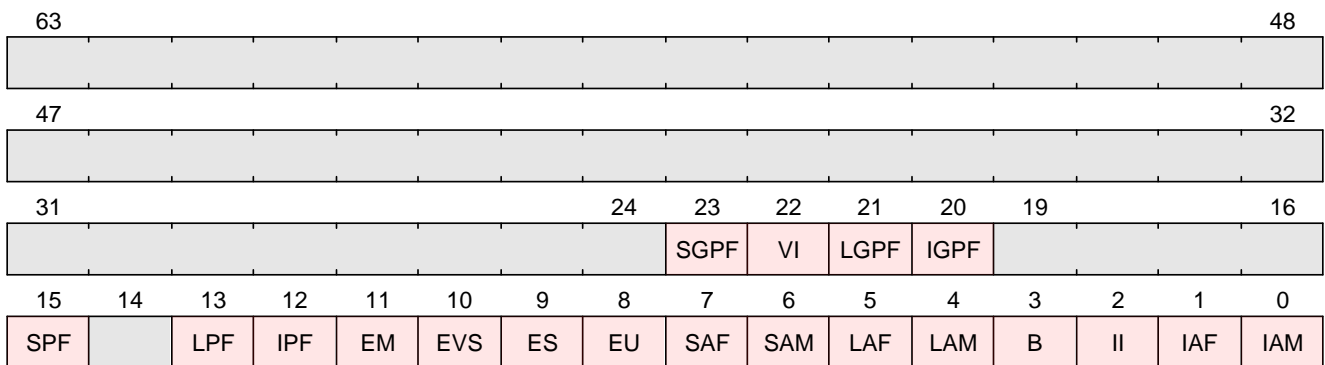 63 48
47 32
31 24 23 22 21 20 19 16
SGPF VI LGPF IGPF
15 14 13 12 11 10 9 8 7 6 5 4 3 2 1 0
SPF LPF IPF EM EVS ES EU SAF SAM LAF LAM B II IAF IAM